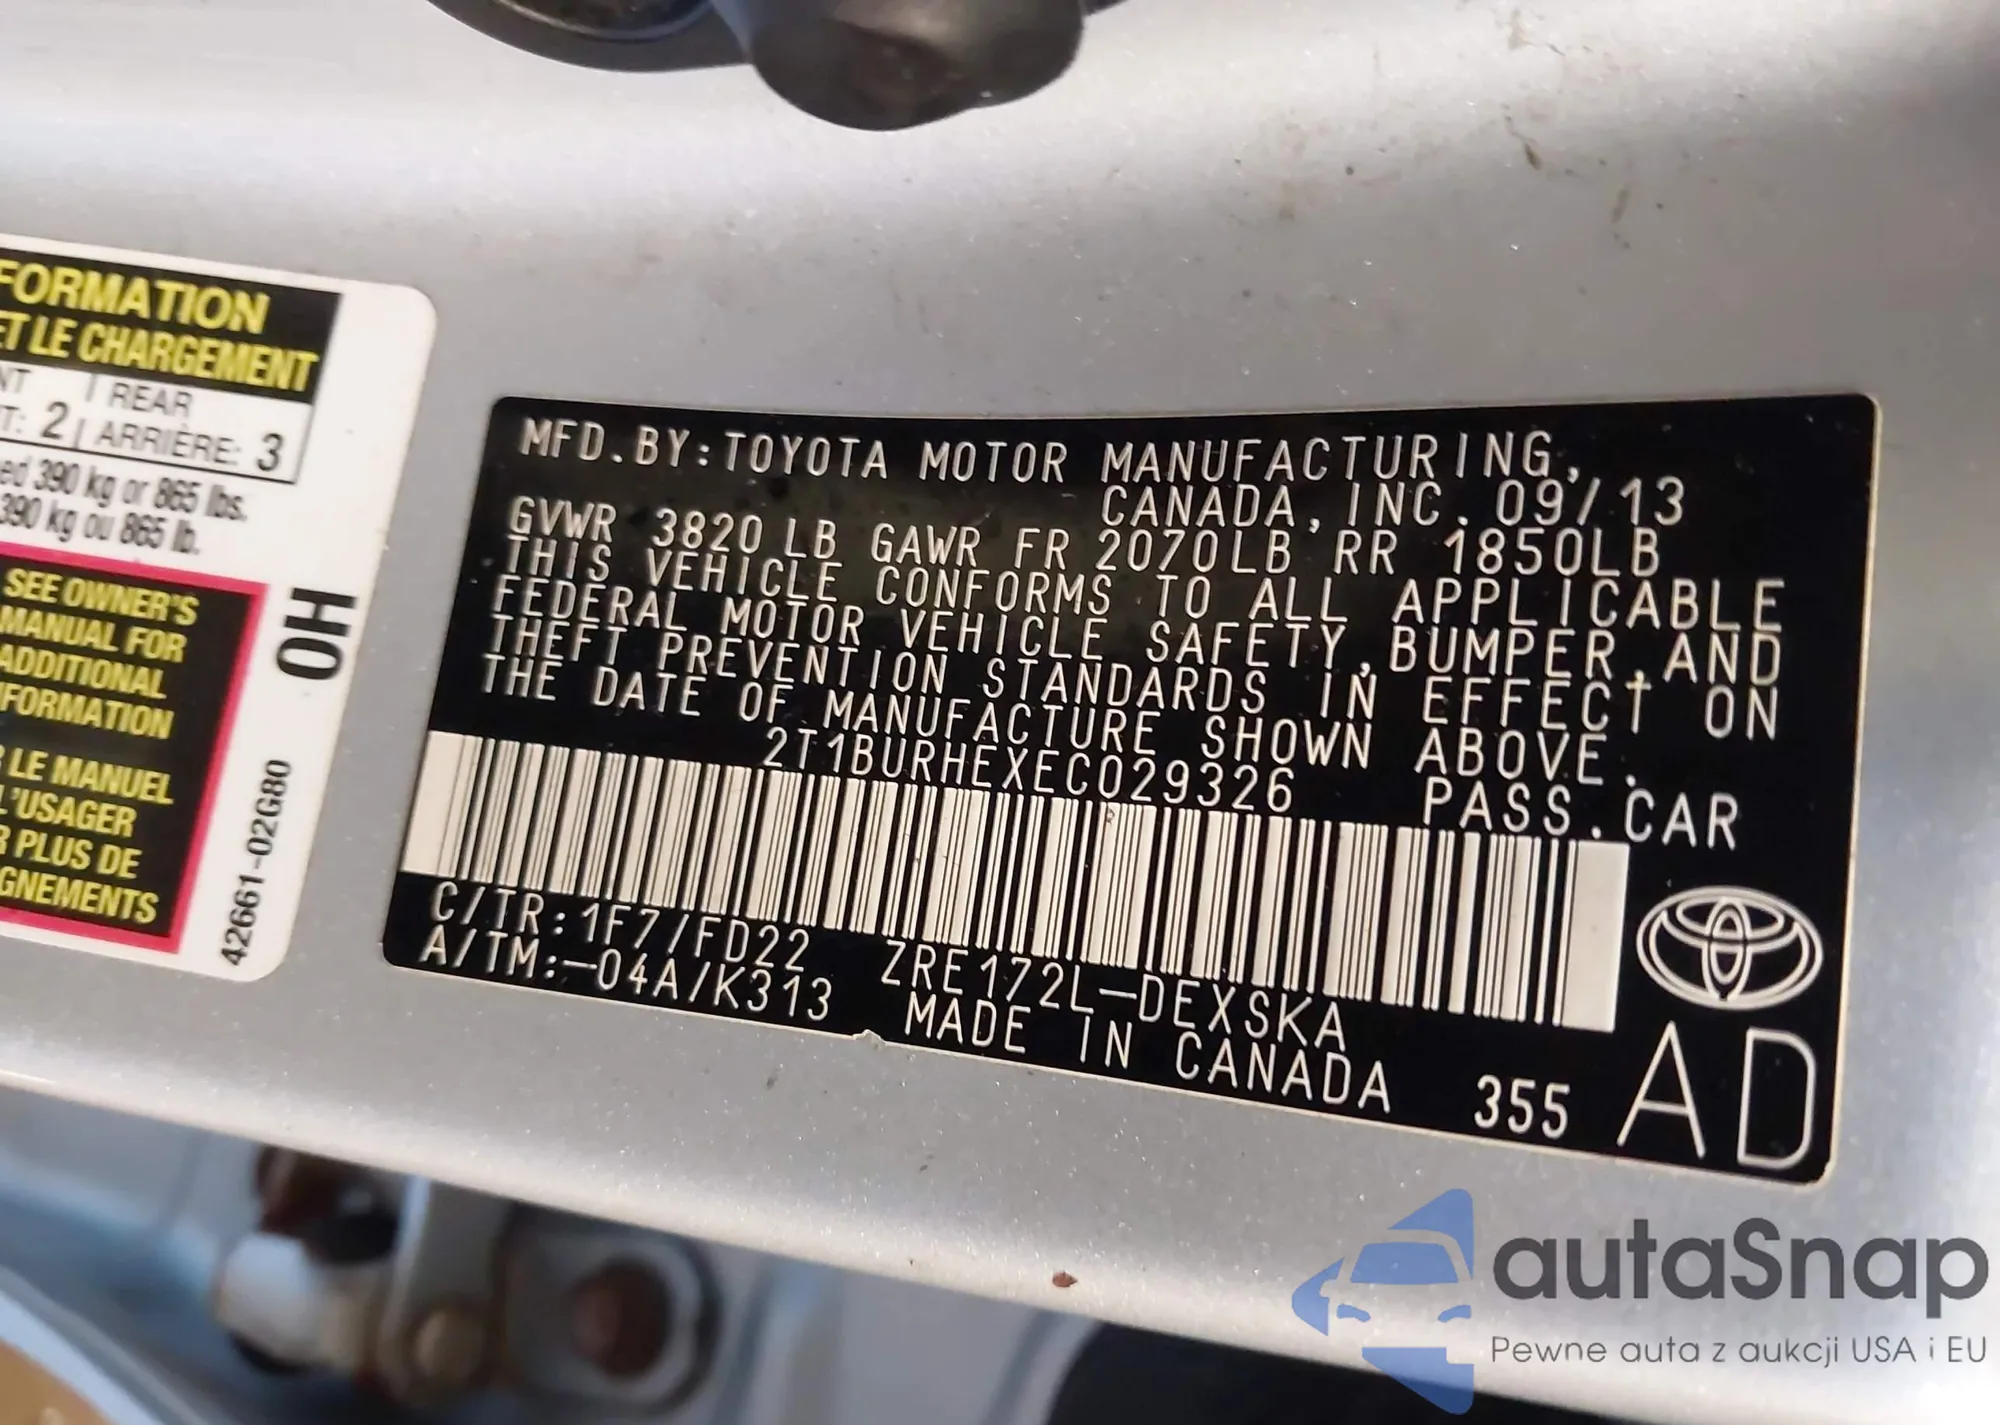 FORMATION
ET LE CHARGEMENT
NT | REAR
T: 2 | ARRIÈRE: 3
ed 390 kg or 865 lbs.
390 kg ou 865 lb.
SEE OWNER'S
MANUAL FOR
ADDITIONAL
NFORMATION
R LE MANUEL
L'USAGER
R PLUS DE
GNEMENTS
0H
42661-02G80
MFD. BY: TOYOTA MOTOR MANUFACTURING,
CANADA, INC. 09/13
GVWR 3820 LB GAWR FR 2070LB RR 1850LB
THIS VEHICLE CONFORMS TO ALL APPLICABLE
FEDERAL MOTOR VEHICLE SAFETY, BUMPER, AND
THEFT PREVENTION STANDARDS IN EFFECT ON
THE DATE OF MANUFACTURE SHOWN ABOVE.
2T1BURHEXEC029326 PASS. CAR
C/TR: 1F7/FD22 ZRE172L-DEXSKA
A/TM: -04A/K313 MADE IN CANADA 355 AD
autaSnap
Pewne auta z aukcji USA i EU